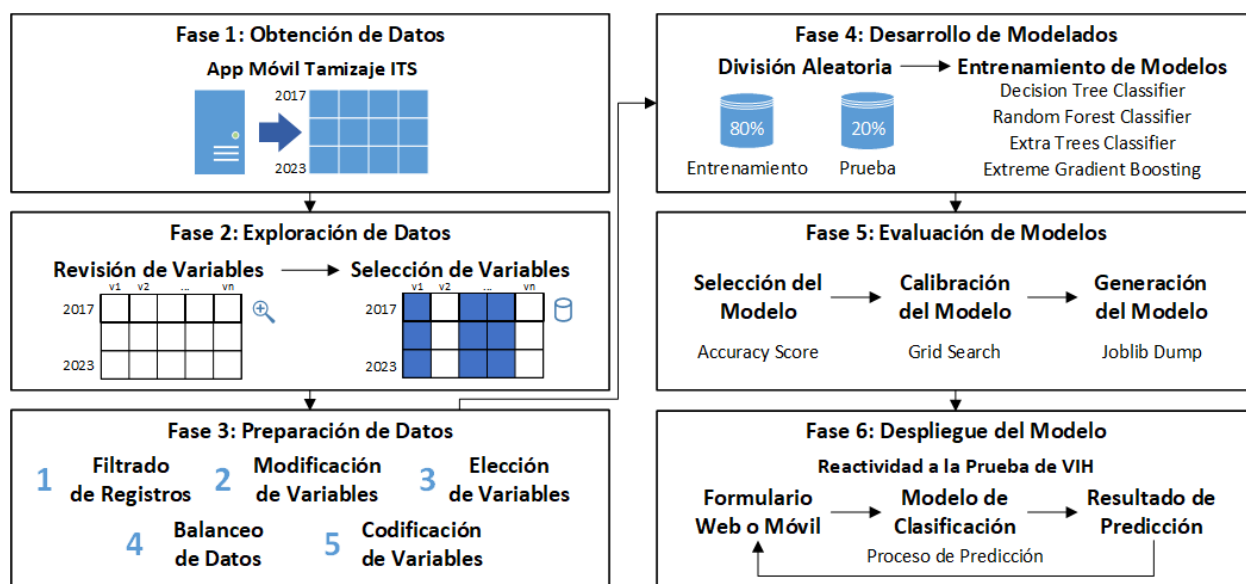 Fase 1: Obtención de Datos
App Móvil Tamizaje ITS
2017
2023
Fase 2: Exploración de Datos
Revisión de Variables
Selección de Variables
v1 v2 ... vn
2017
2023
v1 v2 ... vn
2017
2023
Fase 3: Preparación de Datos
1 Filtrado
de Registros
2 Modificación
de Variables
3 Elección
de Variables
4 Balanceo
de Datos
5 Codificación
de Variables
Fase 4: Desarrollo de Modelados
División Aleatoria
80%
Entrenamiento
20%
Prueba
Entrenamiento de Modelos
Decision Tree Classifier
Random Forest Classifier
Extra Trees Classifier
Extreme Gradient Boosting
Fase 5: Evaluación de Modelos
Selección del
Modelo
Accuracy Score
Calibración
del Modelo
Grid Search
Generación
del Modelo
Joblib Dump
Fase 6: Despliegue del Modelo
Reactividad a la Prueba de VIH
Formulario
Web o Móvil
Modelo de
Clasificación
Resultado de
Predicción
Proceso de Predicción